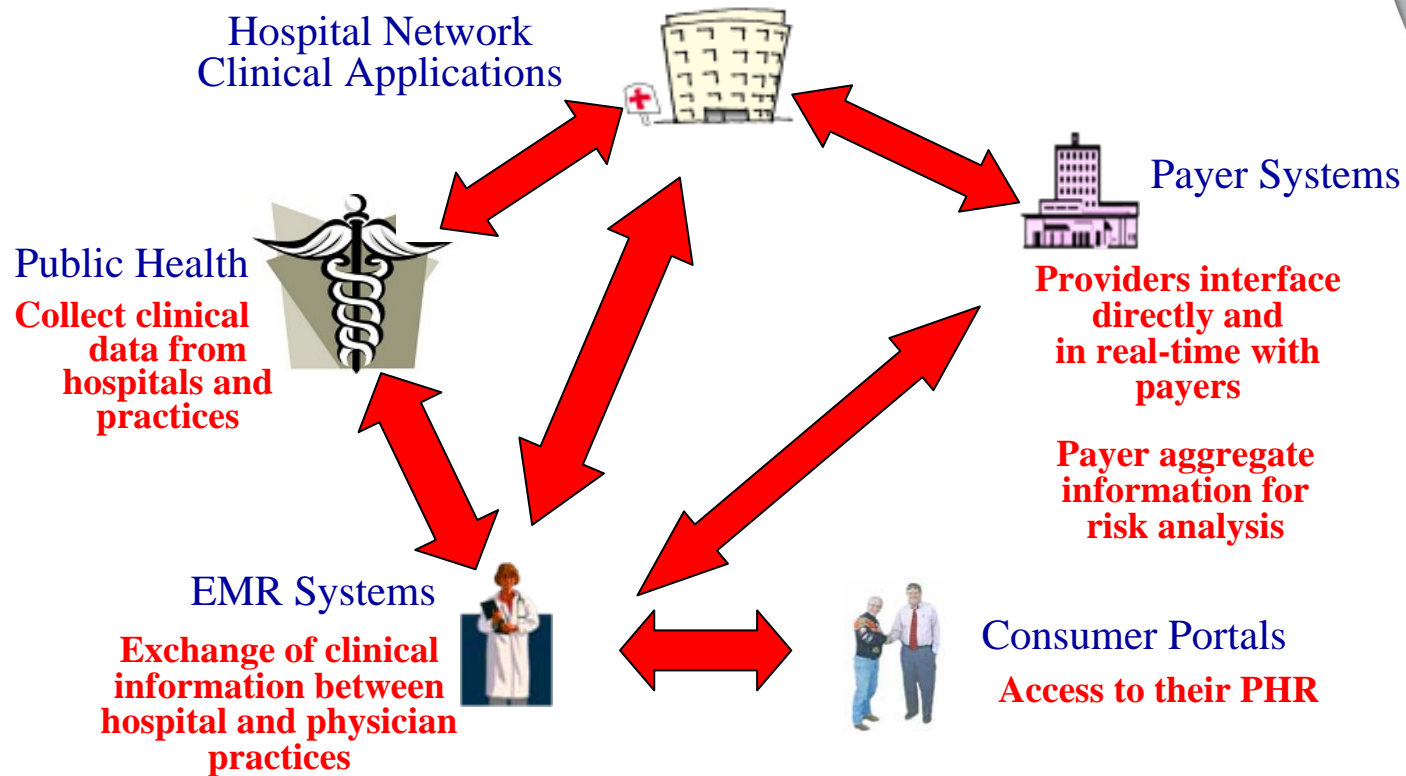 Hospital Network
Clinical Applications
Payer Systems
Providers interface
directly and
in real-time with
payers
Payer aggregate
information for
risk analysis
Public Health
Collect clinical
data from
hospitals and
practices
EMR Systems
Exchange of clinical
information between
hospital and physician
practices
Consumer Portals
Access to their PHR